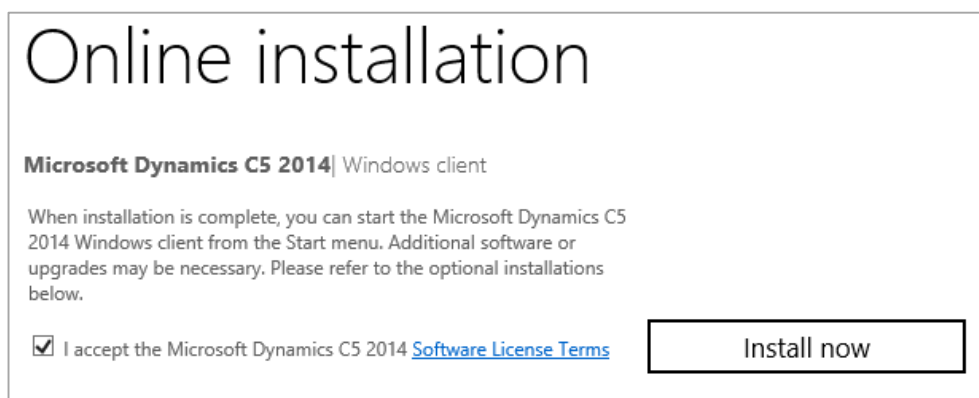 Online installation
Microsoft Dynamics C5 2014| Windows client
When installation is complete, you can start the Microsoft Dynamics C5
2014 Windows client from the Start menu. Additional software or
upgrades may be necessary. Please refer to the optional installations
below.
I accept the Microsoft Dynamics C5 2014 Software License Terms
Install now